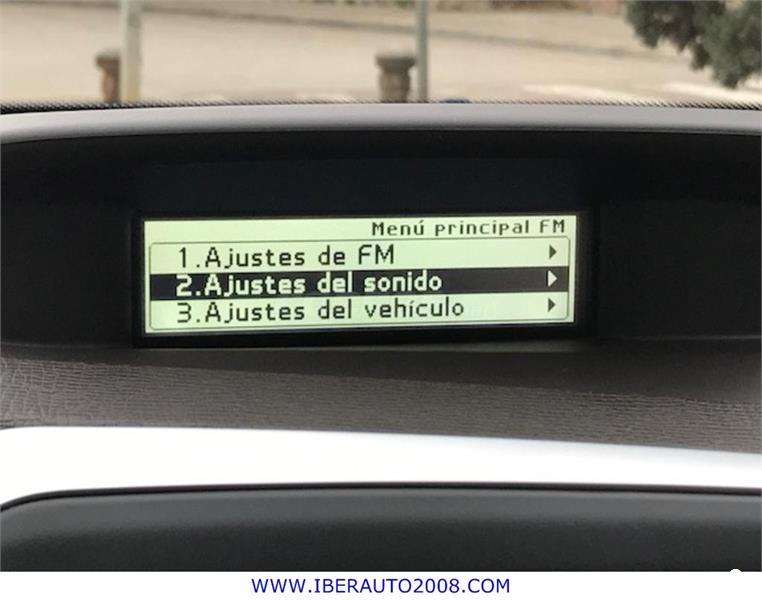 Menú principal FM
1.Ajustes de FM
2.Ajustes del sonido
3.Ajustes del vehículo
WWW.IBERAUTO2008.COM